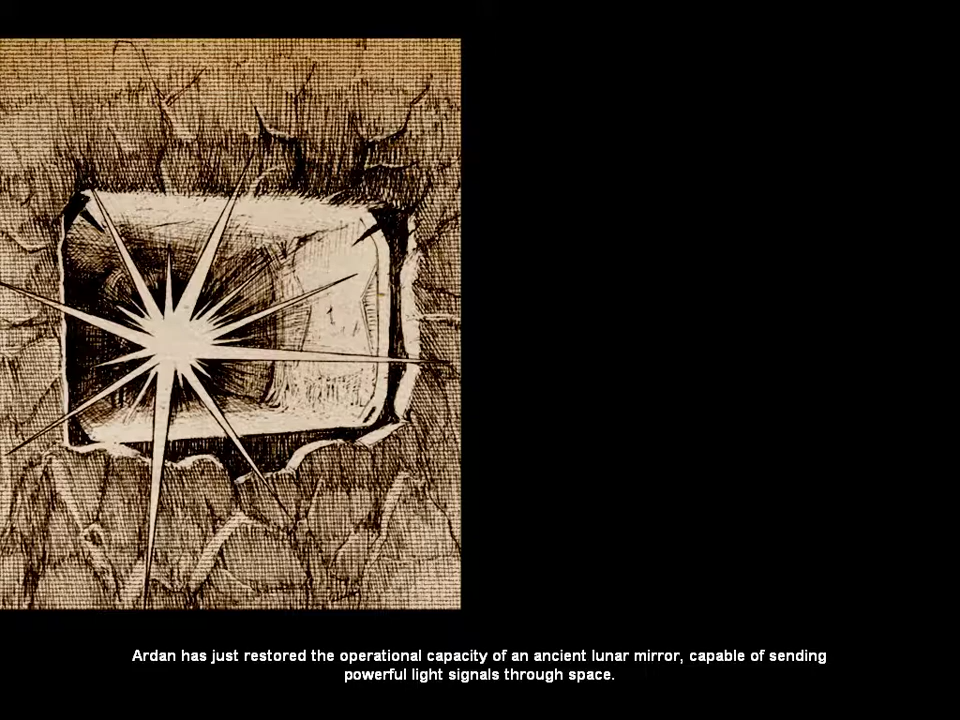 Ardan has just restored the operational capacity of an ancient lunar mirror, capable of sending
powerful light signals through space.